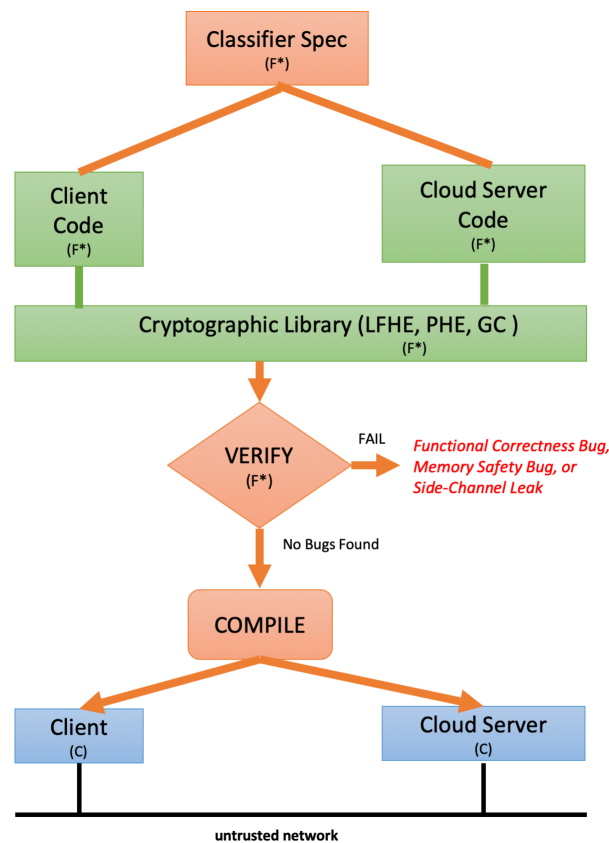 Classifier Spec
(F*)
Client
Code
(F*)
Cloud Server
Code
(F*)
Cryptographic Library (LFHE, PHE, GC )
(F*)
VERIFY
(F*)
FAIL
Functional Correctness Bug,
Memory Safety Bug, or
Side-Channel Leak
No Bugs Found
COMPILE
Client
(C)
Cloud Server
(C)
untrusted network